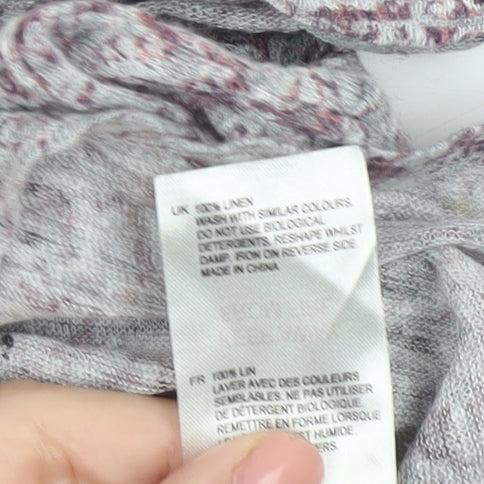 UK 100% LINEN
WASH WITH SIMILAR COLOURS.
DO NOT USE BIOLOGICAL
DETERGENTS, RESHAPE WHILST
DAMP, IRON ON REVERSE SIDE.
MADE IN CHINA
FR 100% LIN
LAVER AVEC DES COULEURS
SEMBLABLES. NE PAS UTILISER
DE DÉTERGENT BIOLOGIQUE.
REMETTRE EN FORME LORSQUE
HUMIDE.